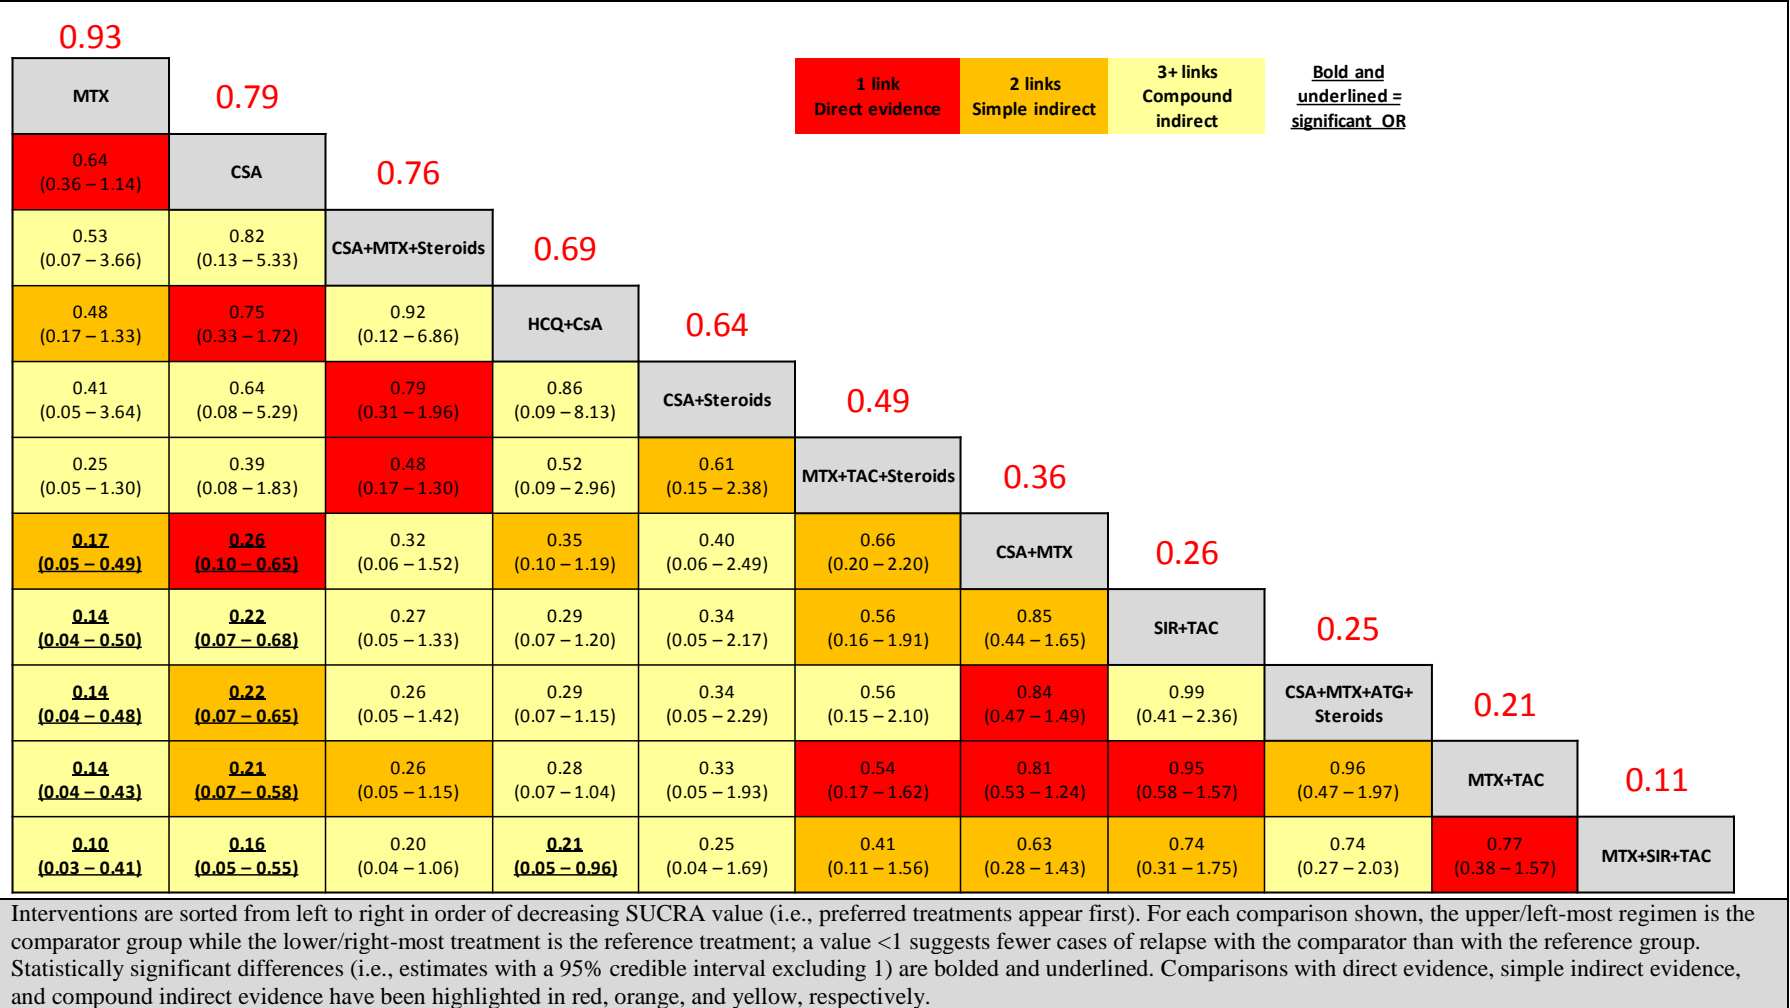 0.93
MTX
0.79
1 link
Direct evidence
2 links
Simple indirect
3+ links
Compound
indirect
Bold and
underlined =
significant OR
0.64
(0.36 – 1.14)
CSA
0.76
0.53
(0.07 – 3.66)
0.82
(0.13 – 5.33)
CSA+MTX+Steroids
0.69
0.48
(0.17 – 1.33)
0.75
(0.33 – 1.72)
0.92
(0.12 – 6.86)
HCQ+CsA
0.64
0.41
(0.05 – 3.64)
0.64
(0.08 – 5.29)
0.79
(0.31 – 1.96)
0.86
(0.09 – 8.13)
CSA+Steroids
0.49
0.25
(0.05 – 1.30)
0.39
(0.08 – 1.83)
0.48
(0.17 – 1.30)
0.52
(0.09 – 2.96)
0.61
(0.15 – 2.38)
MTX+TAC+Steroids
0.36
0.17
(0.05 – 0.49)
0.26
(0.10 – 0.65)
0.32
(0.06 – 1.52)
0.35
(0.10 – 1.19)
0.40
(0.06 – 2.49)
0.66
(0.20 – 2.20)
CSA+MTX
0.26
0.14
(0.04 – 0.50)
0.22
(0.07 – 0.68)
0.27
(0.05 – 1.33)
0.29
(0.07 – 1.20)
0.34
(0.05 – 2.17)
0.56
(0.16 – 1.91)
0.85
(0.44 – 1.65)
SIR+TAC
0.25
0.14
(0.04 – 0.48)
0.22
(0.07 – 0.65)
0.26
(0.05 – 1.42)
0.29
(0.07 – 1.15)
0.34
(0.05 – 2.29)
0.56
(0.15 – 2.10)
0.84
(0.47 – 1.49)
0.99
(0.41 – 2.36)
CSA+MTX+ATG+
Steroids
0.21
0.14
(0.04 – 0.43)
0.21
(0.07 – 0.58)
0.26
(0.05 – 1.15)
0.28
(0.07 – 1.04)
0.33
(0.05 – 1.93)
0.54
(0.17 – 1.62)
0.81
(0.53 – 1.24)
0.95
(0.58 – 1.57)
0.96
(0.47 – 1.97)
MTX+TAC
0.11
0.10
(0.03 – 0.41)
0.16
(0.05 – 0.55)
0.20
(0.04 – 1.06)
0.21
(0.05 – 0.96)
0.25
(0.04 – 1.69)
0.41
(0.11 – 1.56)
0.63
(0.28 – 1.43)
0.74
(0.31 – 1.75)
0.74
(0.27 – 2.03)
0.77
(0.38 – 1.57)
MTX+SIR+TAC
Interventions are sorted from left to right in order of decreasing SUCRA value (i.e., preferred treatments appear first). For each comparison shown, the upper/left-most regimen is the
comparator group while the lower/right-most treatment is the reference treatment; a value <1 suggests fewer cases of relapse with the comparator than with the reference group.
Statistically significant differences (i.e., estimates with a 95% credible interval excluding 1) are bolded and underlined. Comparisons with direct evidence, simple indirect evidence,
and compound indirect evidence have been highlighted in red, orange, and yellow, respectively.